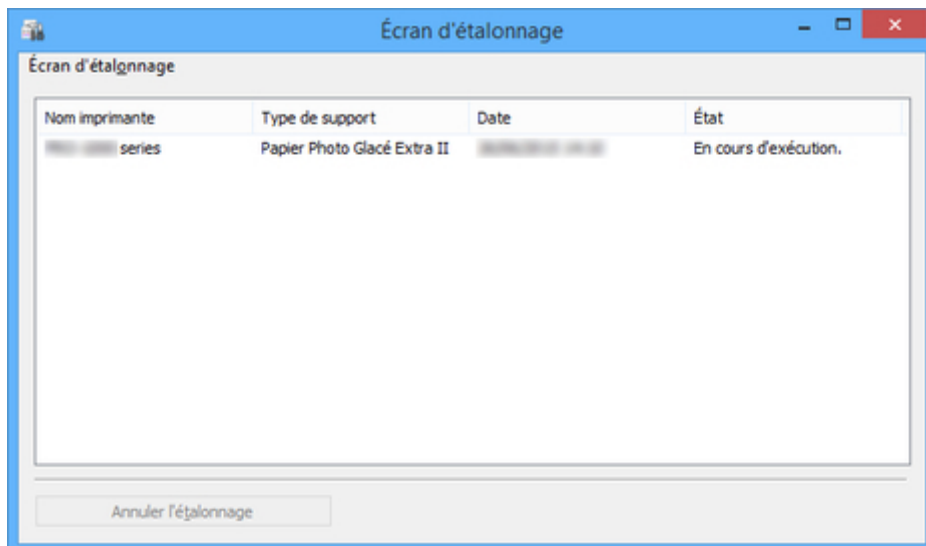 Écran d'étalonnage
Écran d'étalonnage
Nom imprimante Type de support Date État
series Papier Photo Glacé Extra II En cours d'exécution.
Annuler l'étalonnage